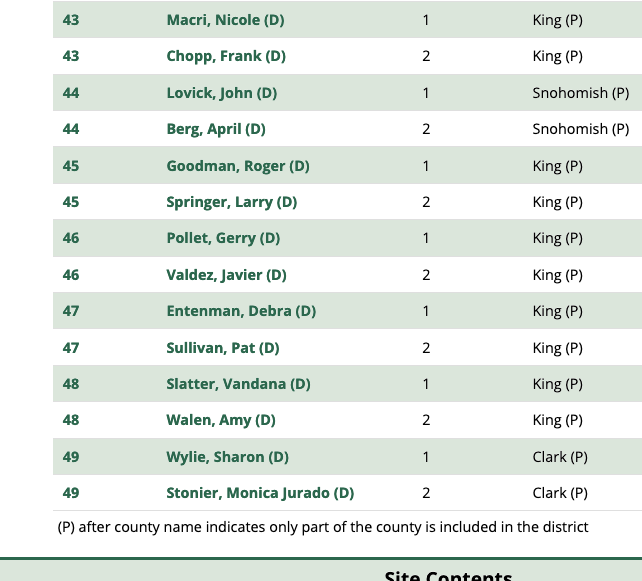 43 Macri, Nicole (D) 1 King (P)
43 Chopp, Frank (D) 2 King (P)
44 Lovick, John (D) 1 Snohomish (P)
44 Berg, April (D) 2 Snohomish (P)
45 Goodman, Roger (D) 1 King (P)
45 Springer, Larry (D) 2 King (P)
46 Pollet, Gerry (D) 1 King (P)
46 Valdez, Javier (D) 2 King (P)
47 Entenman, Debra (D) 1 King (P)
47 Sullivan, Pat (D) 2 King (P)
48 Slatter, Vandana (D) 1 King (P)
48 Walen, Amy (D) 2 King (P)
49 Wylie, Sharon (D) 1 Clark (P)
49 Stonier, Monica Jurado (D) 2 Clark (P)
(P) after county name indicates only part of the county is included in the district
Site Contents